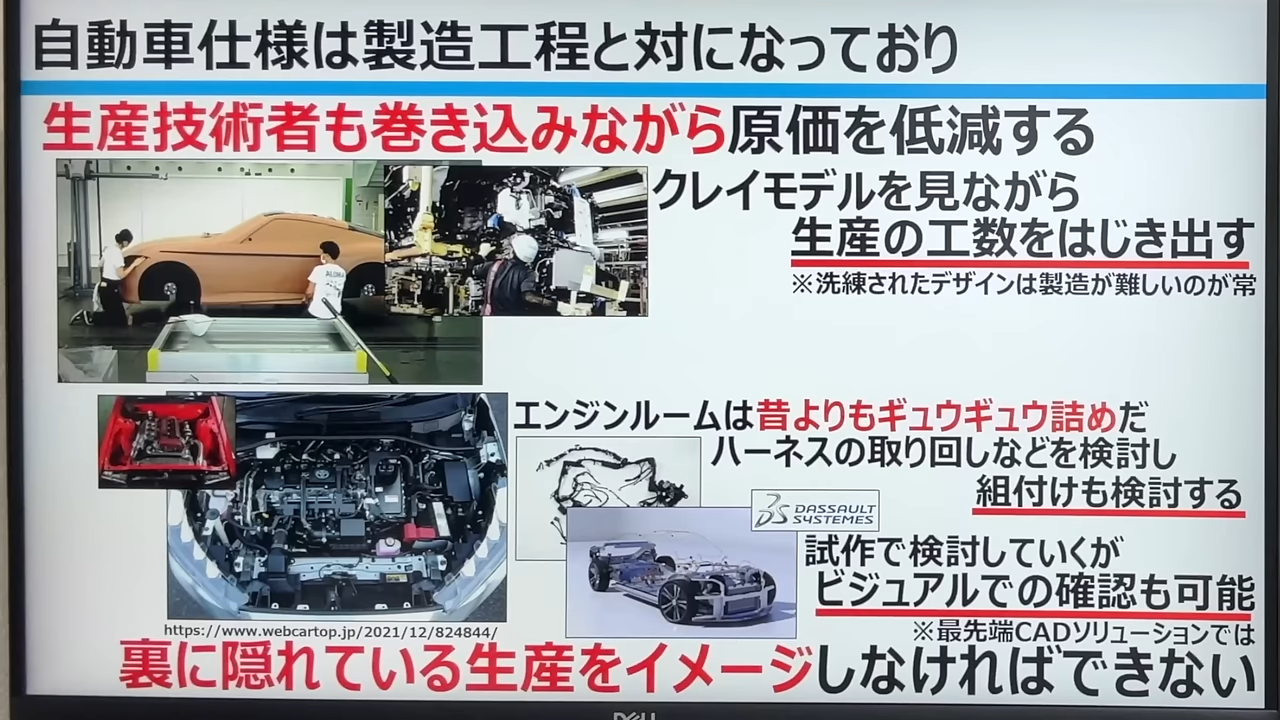 自動車仕様は製造工程と対になっており
生産技術者も巻き込みながら原価を低減する
クレイモデルを見ながら
生産の工数をはじき出す
※洗練されたデザインは製造が難しいのが常
エンジンルームは昔よりもギュウギュウ詰めだ
ハーネスの取り回しなどを検討し
組付けも検討する
DASSAULT
SYSTEMES
試作で検討していくが
ビジュアルでの確認も可能
※最先端CADソリューションでは
https://www.webcartop.jp/2021/12/824844/
裏に隠れている生産をイメージしなければできない
DELL